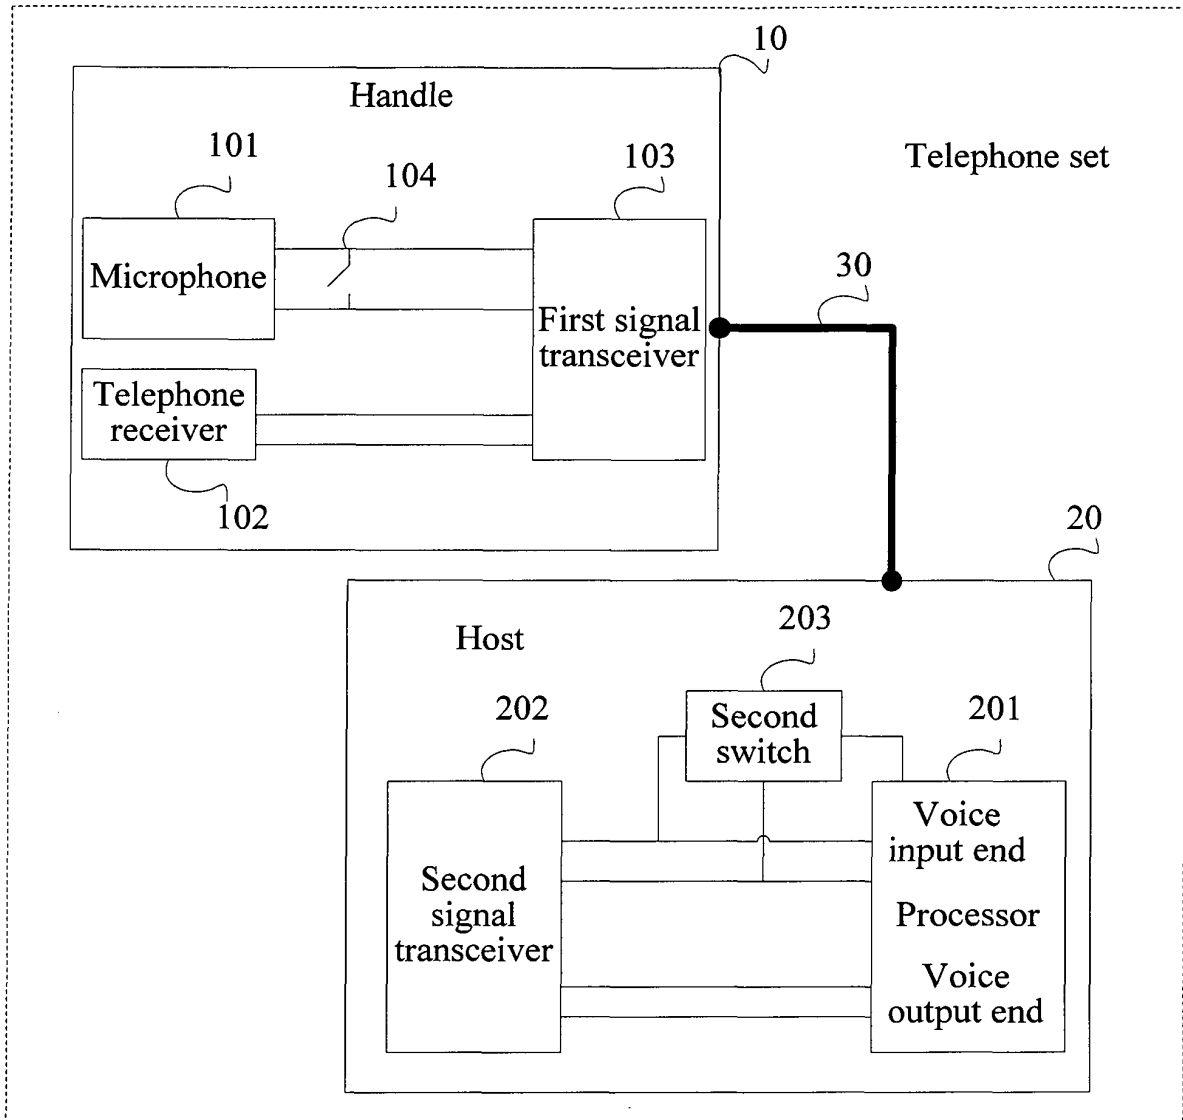 10
Handle
101
104
103
Telephone set
Microphone
30
First signal
transceiver
Telephone
receiver
102
20
Host
203
202
Second
switch
201
Voice
input end
Second
signal
transceiver
Processor
Voice
output end